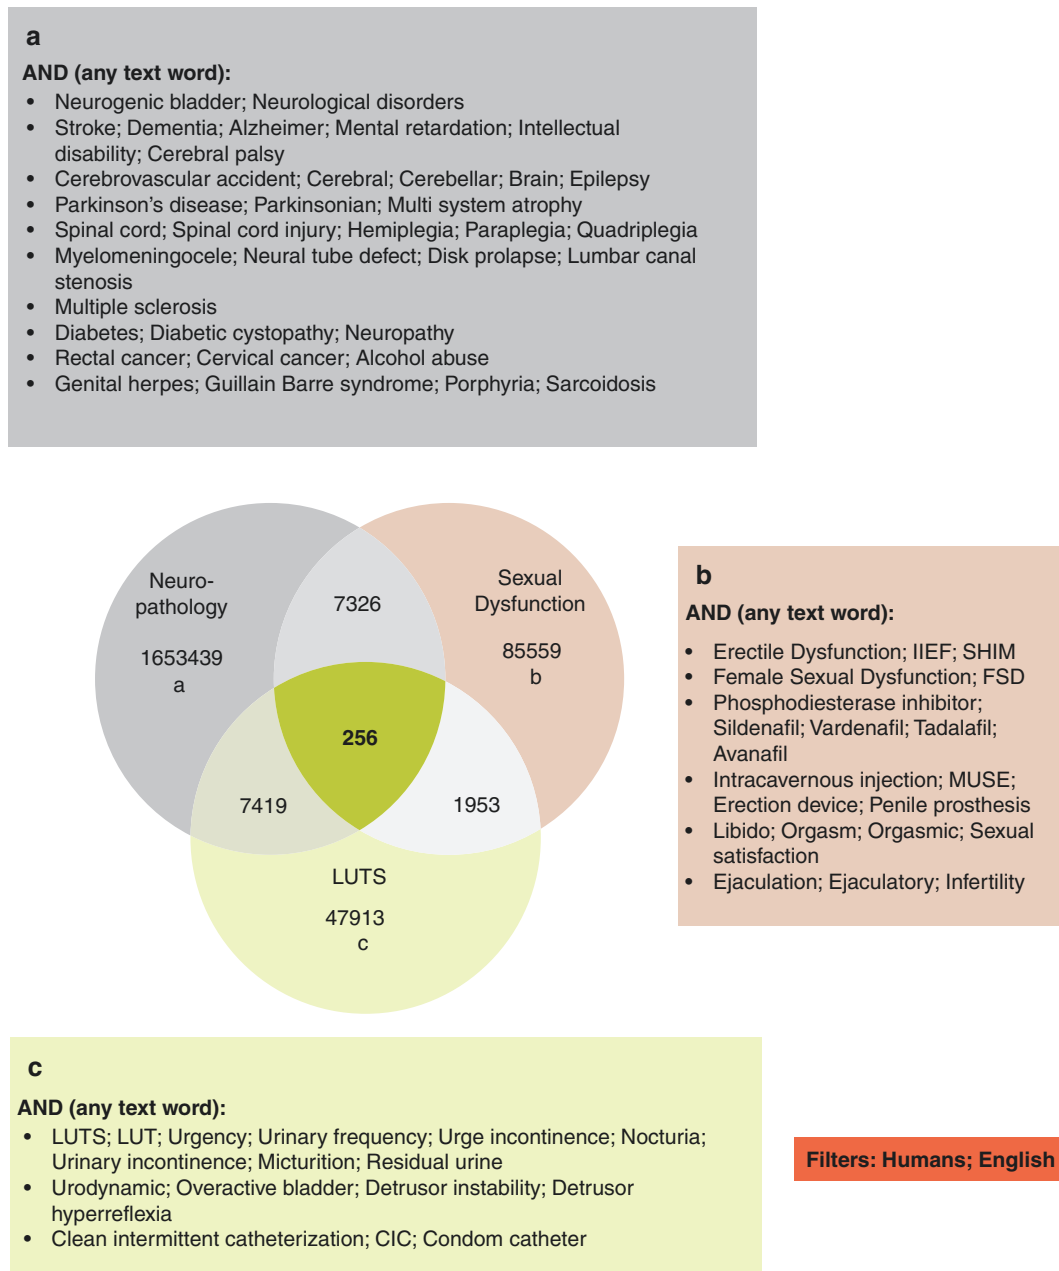 a
AND (any text word):
• Neurogenic bladder; Neurological disorders
• Stroke; Dementia; Alzheimer; Mental retardation; Intellectual
disability; Cerebral palsy
• Cerebrovascular accident; Cerebral; Cerebellar; Brain; Epilepsy
• Parkinson's disease; Parkinsonian; Multi system atrophy
• Spinal cord; Spinal cord injury; Hemiplegia; Paraplegia; Quadriplegia
• Myelomeningocele; Neural tube defect; Disk prolapse; Lumbar canal
stenosis
• Multiple sclerosis
• Diabetes; Diabetic cystopathy; Neuropathy
• Rectal cancer; Cervical cancer; Alcohol abuse
• Genital herpes; Guillain Barre syndrome; Porphyria; Sarcoidosis
Neuro-
pathology
1653439
a
7326
Sexual
Dysfunction
85559
b
256
7419
1953
LUTS
47913
c
b
AND (any text word):
• Erectile Dysfunction; IIEF; SHIM
• Female Sexual Dysfunction; FSD
• Phosphodiesterase inhibitor;
Sildenafil; Vardenafil; Tadalafil;
Avanafil
• Intracavernous injection; MUSE;
Erection device; Penile prosthesis
• Libido; Orgasm; Orgasmic; Sexual
satisfaction
• Ejaculation; Ejaculatory; Infertility
c
AND (any text word):
• LUTS; LUT; Urgency; Urinary frequency; Urge incontinence; Nocturia;
Urinary incontinence; Micturition; Residual urine
• Urodynamic; Overactive bladder; Detrusor instability; Detrusor
hyperreflexia
• Clean intermittent catheterization; CIC; Condom catheter
Filters: Humans; English